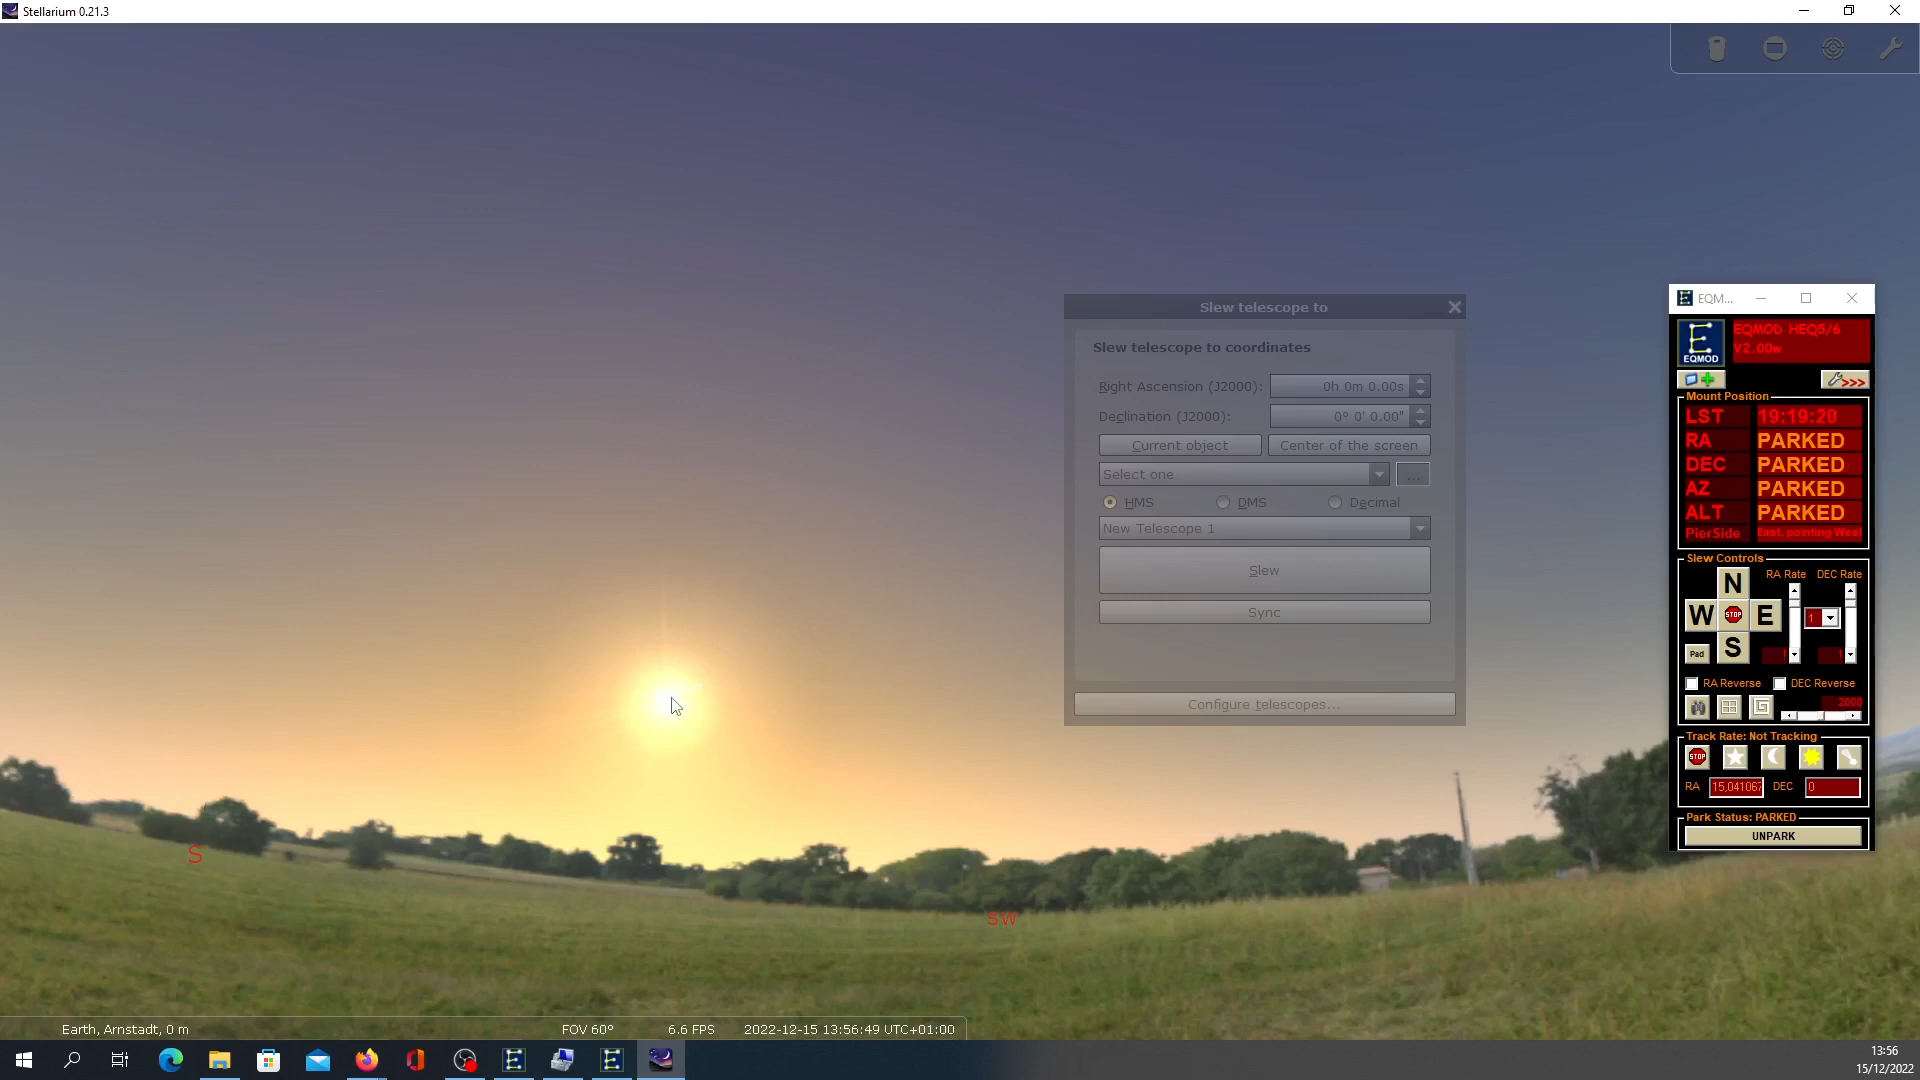 Stellarium 0.21.3
Slew telescope to
Slew telescope to coordinates
Right Ascension (J2000):
0h 0m 0.00s
Declination (J2000):
0° 0' 0.00"
Current object
Center of the screen
Select one
...
HMS
DMS
Decimal
New Telescope 1
Slew
Sync
Configure telescopes...
EQM...
EQMOD
EQMOD HEQ5/6
V2.00w
>>>
Mount Position
LST 19:19:20
RA PARKED
DEC PARKED
AZ PARKED
ALT PARKED
PierSide East, pointing West
Slew Controls
RA Rate DEC Rate
N
W STOP E
S
Pad
1
1
1
RA Reverse
DEC Reverse
2000
Track Rate: Not Tracking
STOP
RA 15,041067
DEC 0
Park Status: PARKED
UNPARK
S
SW
Earth, Arnstadt, 0 m
FOV 60°
6.6 FPS
2022-12-15 13:56:49 UTC+01:00
13:56
15/12/2022